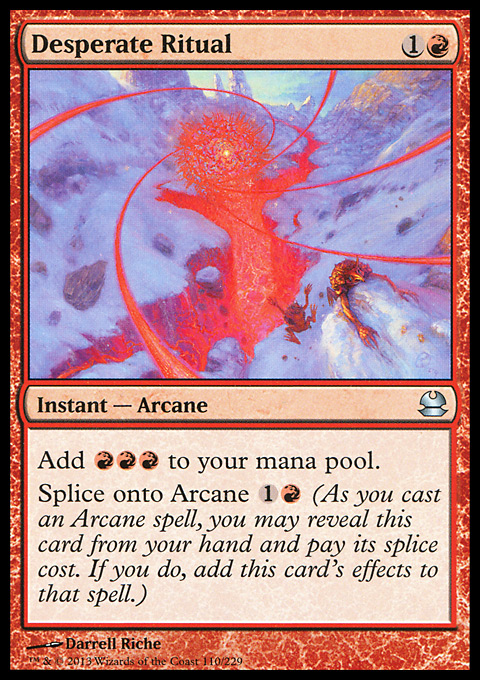 Desperate Ritual 1
Instant — Arcane
Add to your mana pool.
Splice onto Arcane 1 (As you cast
an Arcane spell, you may reveal this
card from your hand and pay its splice
cost. If you do, add this card's effects to
that spell.)
Darrell Riche
™ & © 2013 Wizards of the Coast 110/229